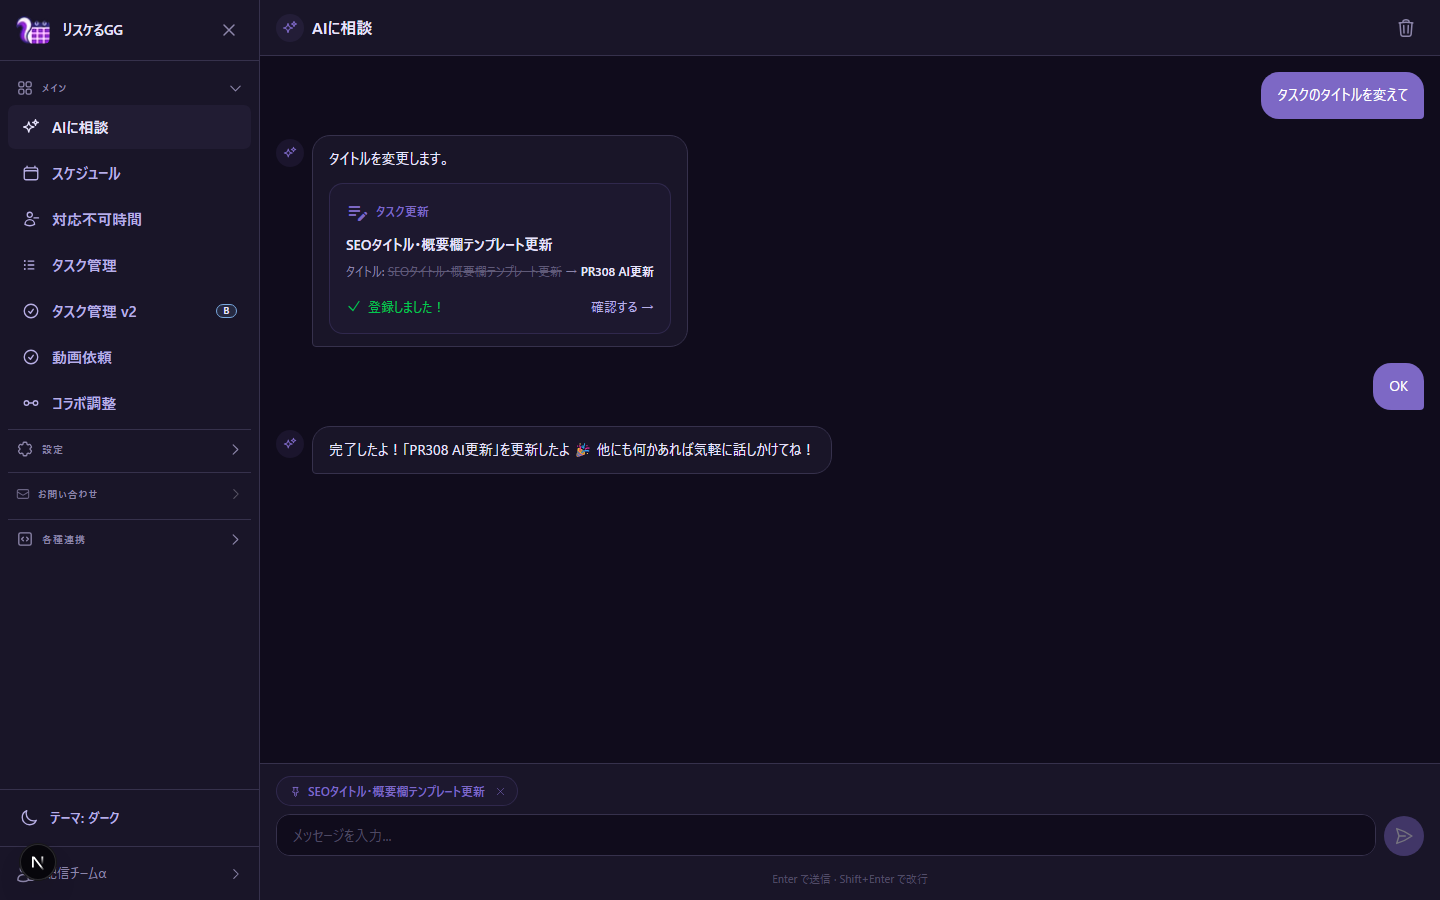 リスケるGG
メイン
AIに相談
スケジュール
対応不可時間
タスク管理
タスク管理 v2
B
動画依頼
コラボ調整
設定
お問い合わせ
各種連携
テーマ: ダーク
N
信チームα
AIに相談
タスクのタイトルを変えて
タイトルを変更します。
タスク更新
SEOタイトル・概要欄テンプレート更新
タイトル: SEOタイトル・概要欄テンプレート更新 → PR308 AI更新
登録しました！
確認する →
OK
完了したよ！「PR308 AI更新」を更新したよ 🎉 他にも何かあれば気軽に話しかけてね！
SEOタイトル・概要欄テンプレート更新
メッセージを入力...
Enter で送信・Shift+Enter で改行